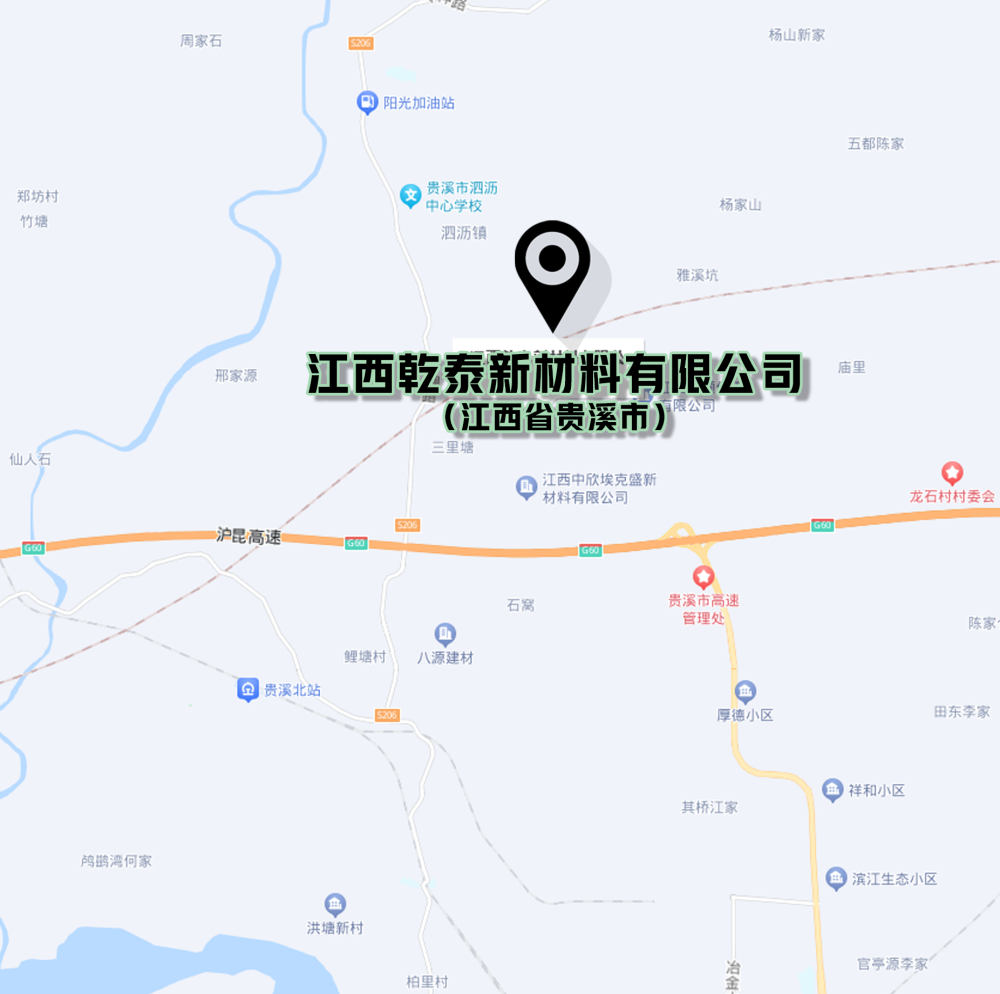 周家石
S206
杨山新家
阳光加油站
五都陈家
郑坊村
竹塘
贵溪市泗沥
中心学校
杨家山
泗沥镇
雅溪坑
江西乾泰新材料有限公司
邢家源
庙里
有限公司
(江西省贵溪市)
三里塘
仙人石
江西中欣埃克盛新
材料有限公司
龙石村村委会
沪昆高速
S206
G60
G60
G60
G60
贵溪市高速
管理处
石窝
陈家
鲤塘村
八源建材
贵溪北站
S206
厚德小区
田东李家
祥和小区
其桥江家
鸬鹚湾何家
滨江生态小区
洪塘新村
官亭源李家
柏里村
冶金